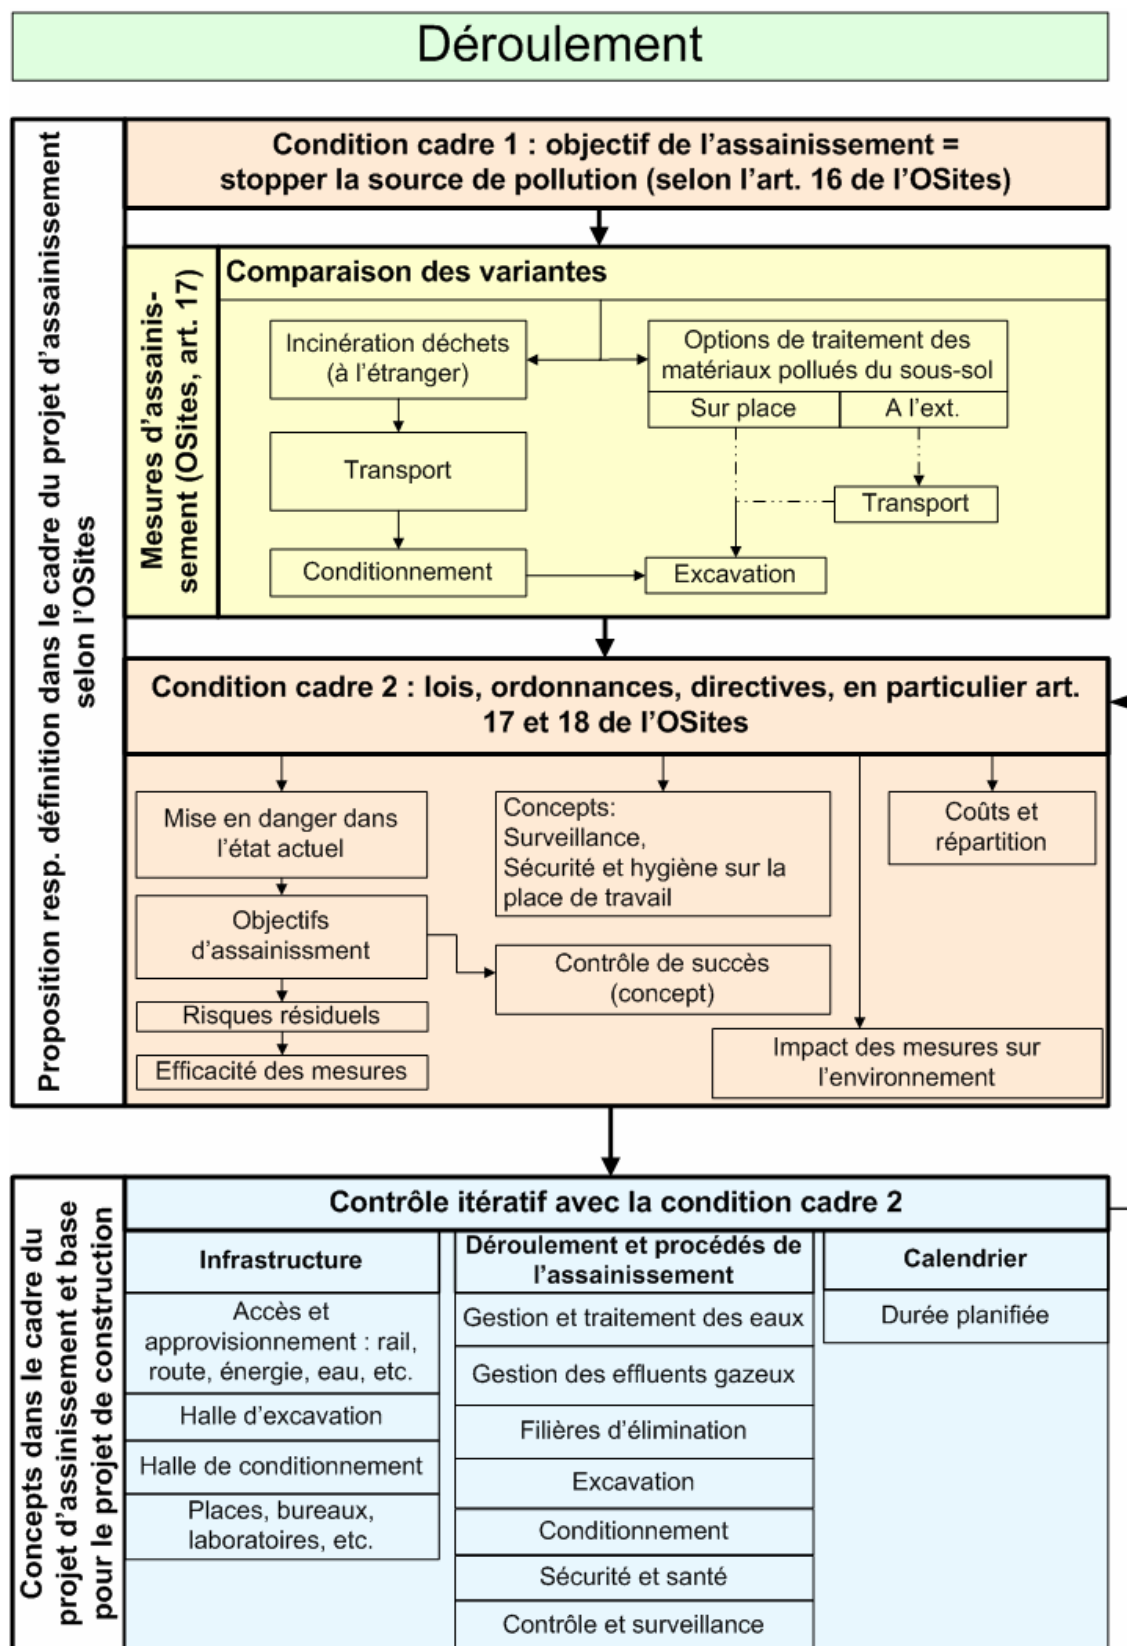 Déroulement
Proposition resp. définition dans le cadre du projet d'assainissement
selon l'OSites
Condition cadre 1 : objectif de l'assainissement =
stopper la source de pollution (selon l'art. 16 de l'OSites)
Mesures d'assainis-
sement (OSites, art. 17)
Comparaison des variantes
Incinération déchets
(à l'étranger)
Transport
Conditionnement
Options de traitement des
matériaux pollués du sous-sol
Sur place
A l'ext.
Transport
Excavation
Condition cadre 2 : lois, ordonnances, directives, en particulier art.
17 et 18 de l'OSites
Mise en danger dans
l'état actuel
Objectifs
d'assainissment
Risques résiduels
Efficacité des mesures
Concepts:
Surveillance,
Sécurité et hygiène sur la
place de travail
Contrôle de succès
(concept)
Coûts et
répartition
Impact des mesures sur
l'environnement
Concepts dans le cadre du
projet d'assinissement et base
pour le projet de construction
Contrôle itératif avec la condition cadre 2
Infrastructure
Accès et
approvisionnement : rail,
route, énergie, eau, etc.
Halle d'excavation
Halle de conditionnement
Places, bureaux,
laboratoires, etc.
Déroulement et procédés de
l'assainissement
Gestion et traitement des eaux
Gestion des effluents gazeux
Filières d'élimination
Excavation
Conditionnement
Sécurité et santé
Contrôle et surveillance
Calendrier
Durée planifiée